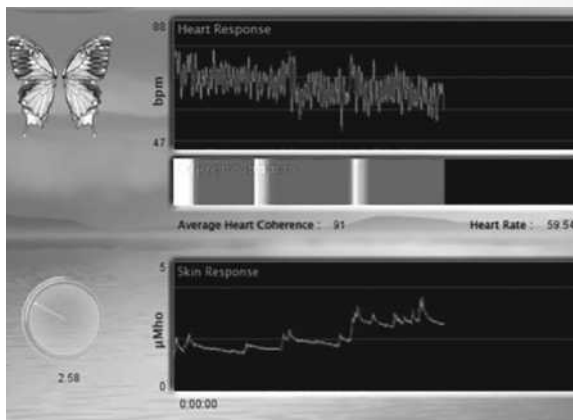 88
Heart Response
bpm
47
Average Heart Coherence : 91
Heart Rate : 59.54
5
Skin Response
µMho
2.58
0
0:00:00